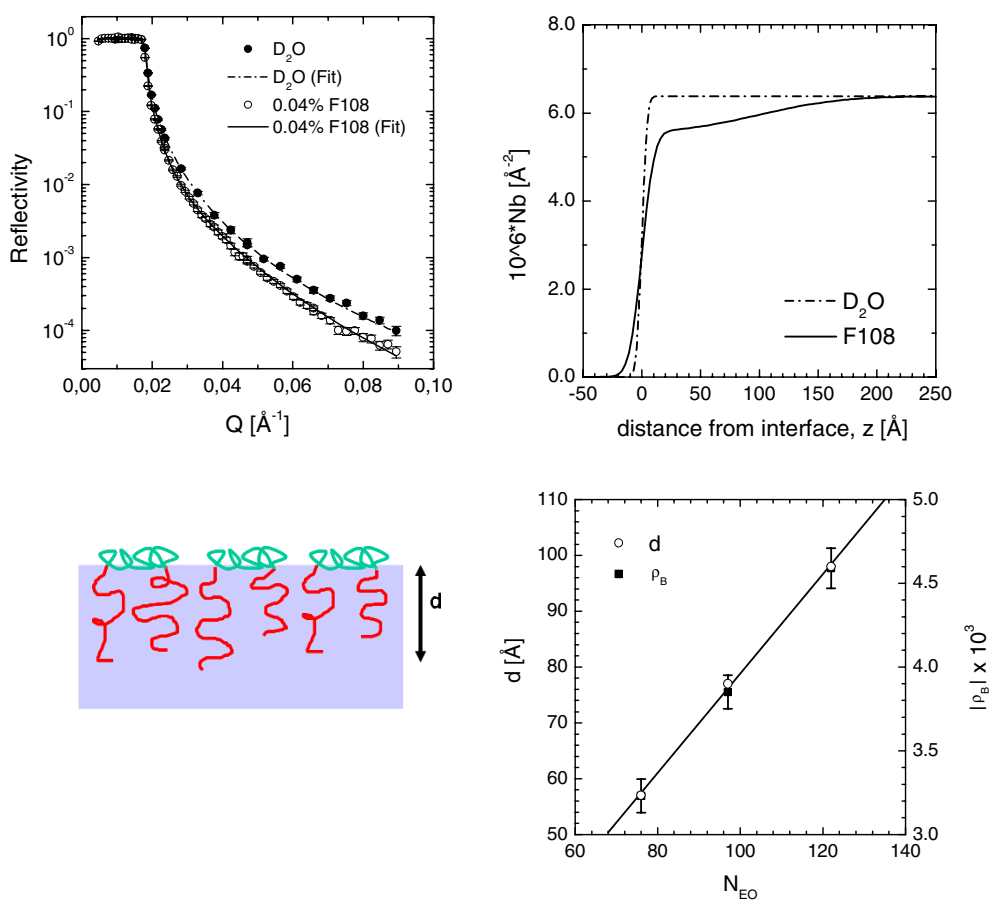 10⁰
10⁻¹
10⁻²
10⁻³
10⁻⁴
Reflectivity
D₂O
D₂O (Fit)
0.04% F108
0.04% F108 (Fit)
0,00 0,02 0,04 0,06 0,08 0,10
Q [Å⁻¹]
8.0
6.0
4.0
2.0
0.0
10^6*Nb [Å⁻²]
D₂O
F108
-50 0 50 100 150 200 250
distance from interface, z [Å]
d
110
100
90
80
70
60
50
d [Å]
d
ρB
5.0
4.5
4.0
3.5
3.0
|ρB| x 10³
60 80 100 120 140
NEO